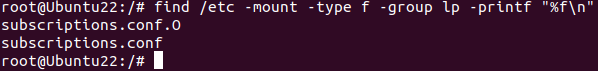 root@Ubuntu22:/# find /etc -mount -type f -group lp -printf "%f\n"
subscriptions.conf.O
subscriptions.conf
root@Ubuntu22:/#